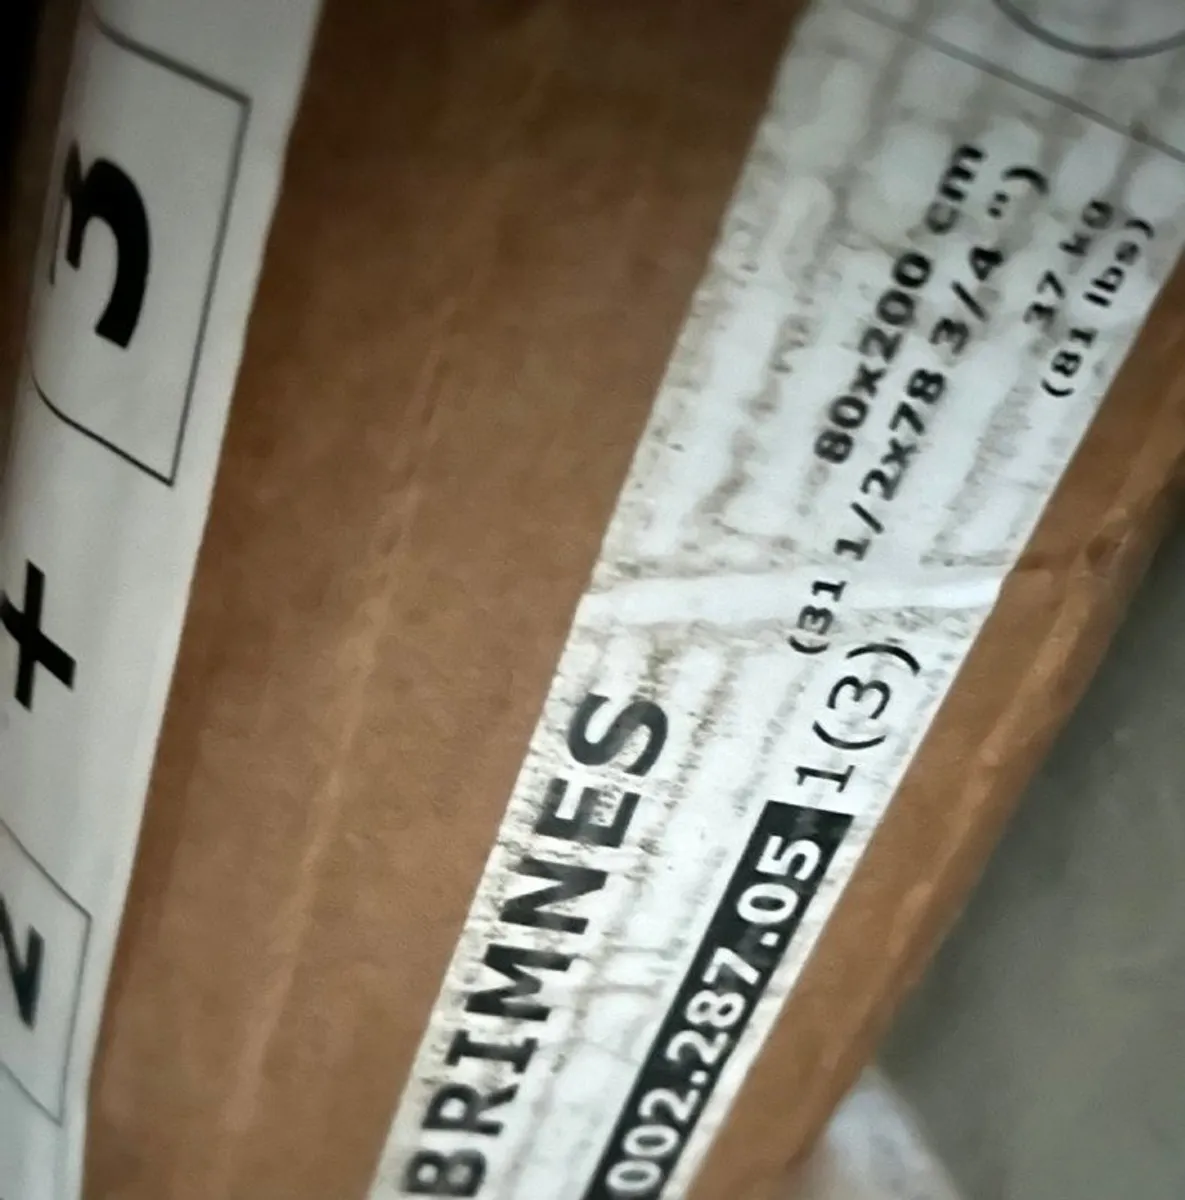 2 + 3
BRIMNES
002.287.05 1(3)
80x200 cm
(31 1/2x78 3/4 ")
37 kg
(81 lbs)